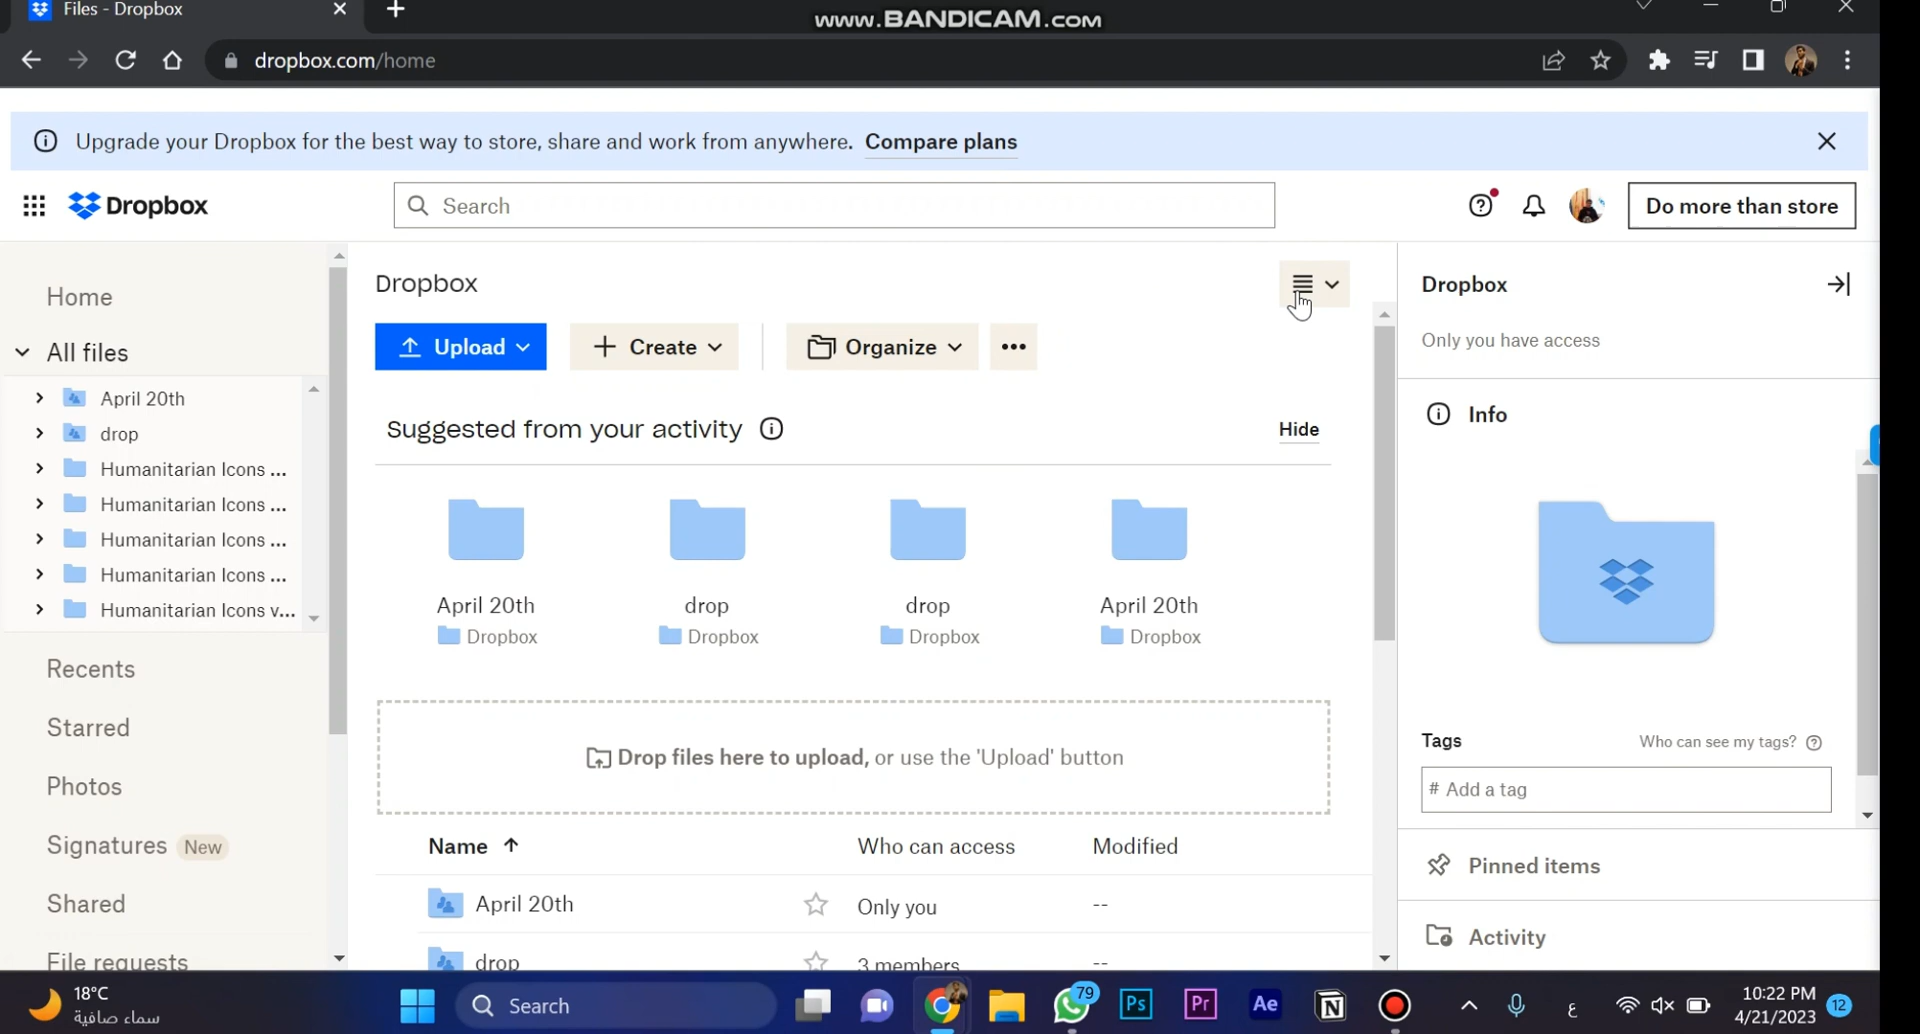 Files - Dropbox
www.BANDICAM.com
dropbox.com/home
Upgrade your Dropbox for the best way to store, share and work from anywhere. Compare plans
Dropbox
Search
Do more than store
Home
All files
April 20th
drop
Humanitarian Icons ...
Humanitarian Icons ...
Humanitarian Icons ...
Humanitarian Icons ...
Humanitarian Icons v...
Recents
Starred
Photos
Signatures New
Shared
File requests
Dropbox
Upload
Create
Organize
Suggested from your activity
Hide
April 20th
Dropbox
drop
Dropbox
drop
Dropbox
April 20th
Dropbox
Drop files here to upload, or use the 'Upload' button
Name Who can access Modified
April 20th Only you --
drop 3 members --
Dropbox
Only you have access
Info
Tags Who can see my tags?
# Add a tag
Pinned items
Activity
18°C
سماء صافية
Search
79
Ps
Pr
Ae
N
ع
10:22 PM
4/21/2023
12